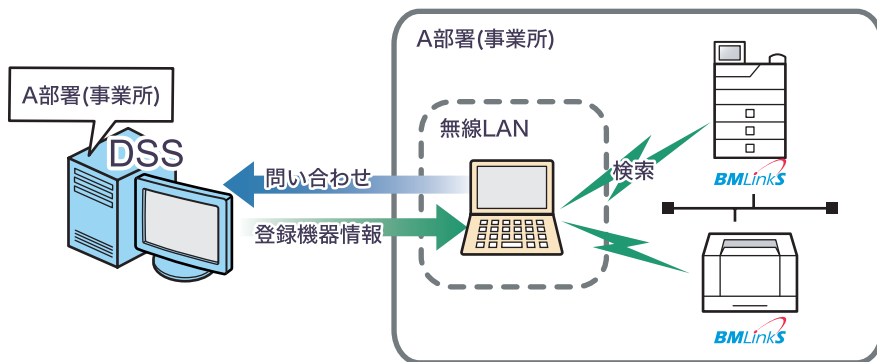 A部署(事業所)
A部署(事業所)
DSS
無線LAN
問い合わせ
検索
登録機器情報
BMLinkS
BMLinkS